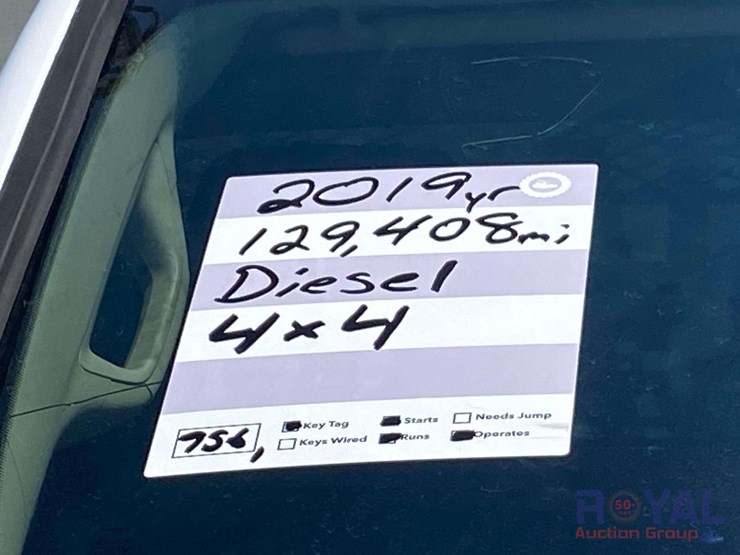 2019yr
129,408mi
Diesel
4x4
Key Tag Starts Needs Jump
756, Keys Wired Runs Operates
ROYAL
50
Auction Group